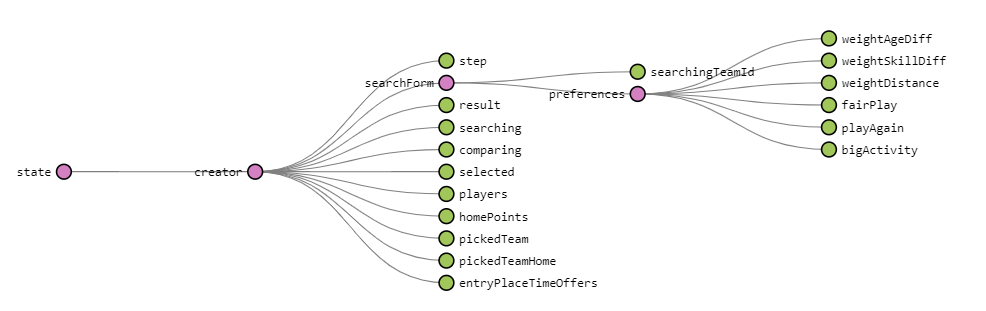 state
creator
step
searchForm
result
searching
comparing
selected
players
homePoints
pickedTeam
pickedTeamHome
entryPlaceTimeOffers
searchingTeamId
preferences
weightAgeDiff
weightSkillDiff
weightDistance
fairPlay
playAgain
bigActivity